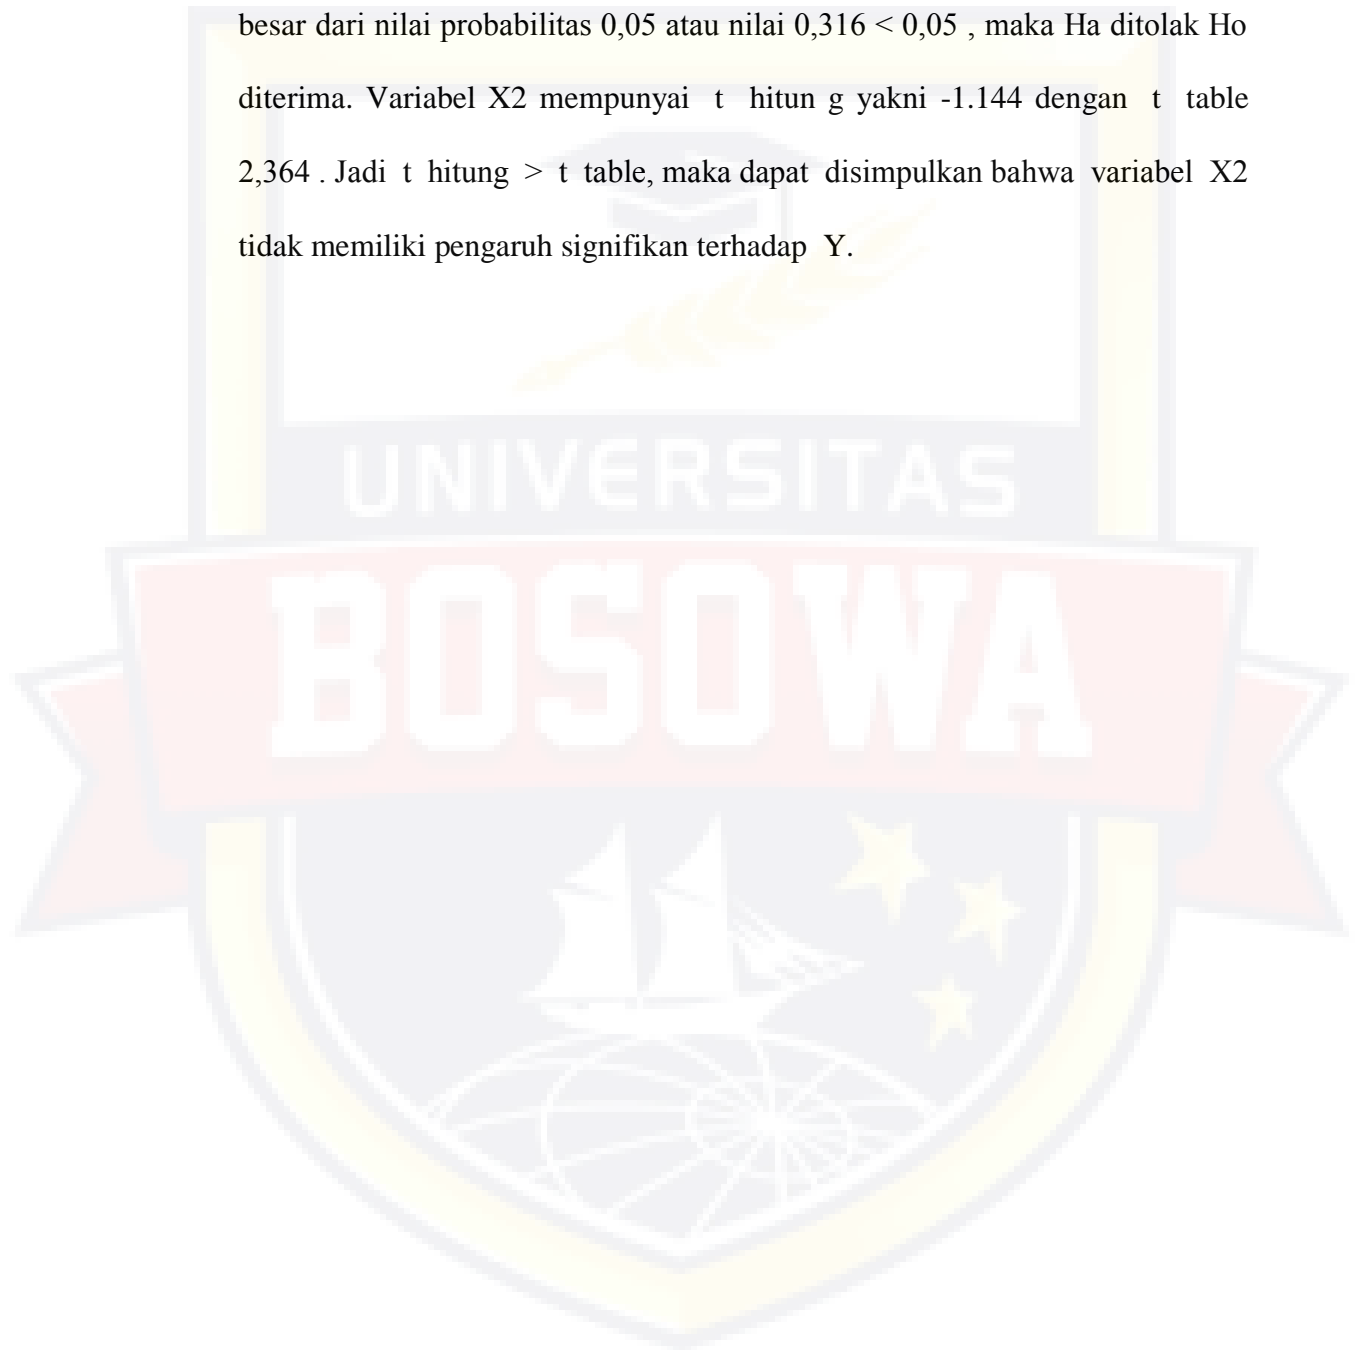 besar dari nilai probabilitas 0,05 atau nilai 0,316 < 0,05 , maka Ha ditolak Ho
diterima. Variabel X2 mempunyai t hitun g yakni -1.144 dengan t table
2,364 . Jadi t hitung > t table, maka dapat disimpulkan bahwa variabel X2
tidak memiliki pengaruh signifikan terhadap Y.
UNIVERSITAS
BOSOWA